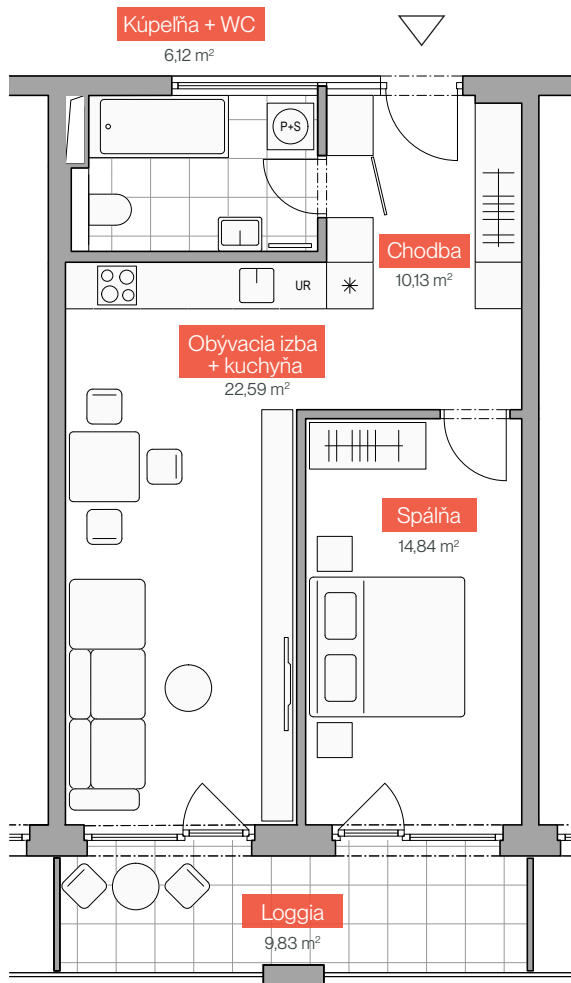 Kúpeľňa + WC
6,12 m²
P+S
Chodba
10,13 m²
UR
Obývacia izba
+ kuchyňa
22,59 m²
Spálňa
14,84 m²
Loggia
9,83 m²